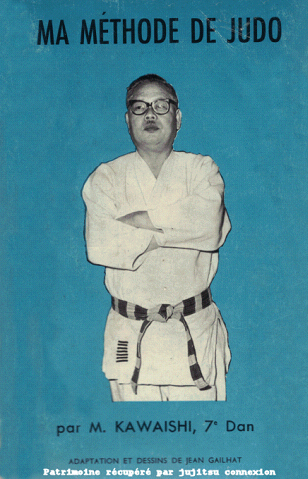 MA MÉTHODE DE JUDO
par M. KAWAISHI, 7e Dan
ADAPTATION ET DESSINS DE JEAN GAILHAT
Patrimoine récupéré par jujitsu connexion